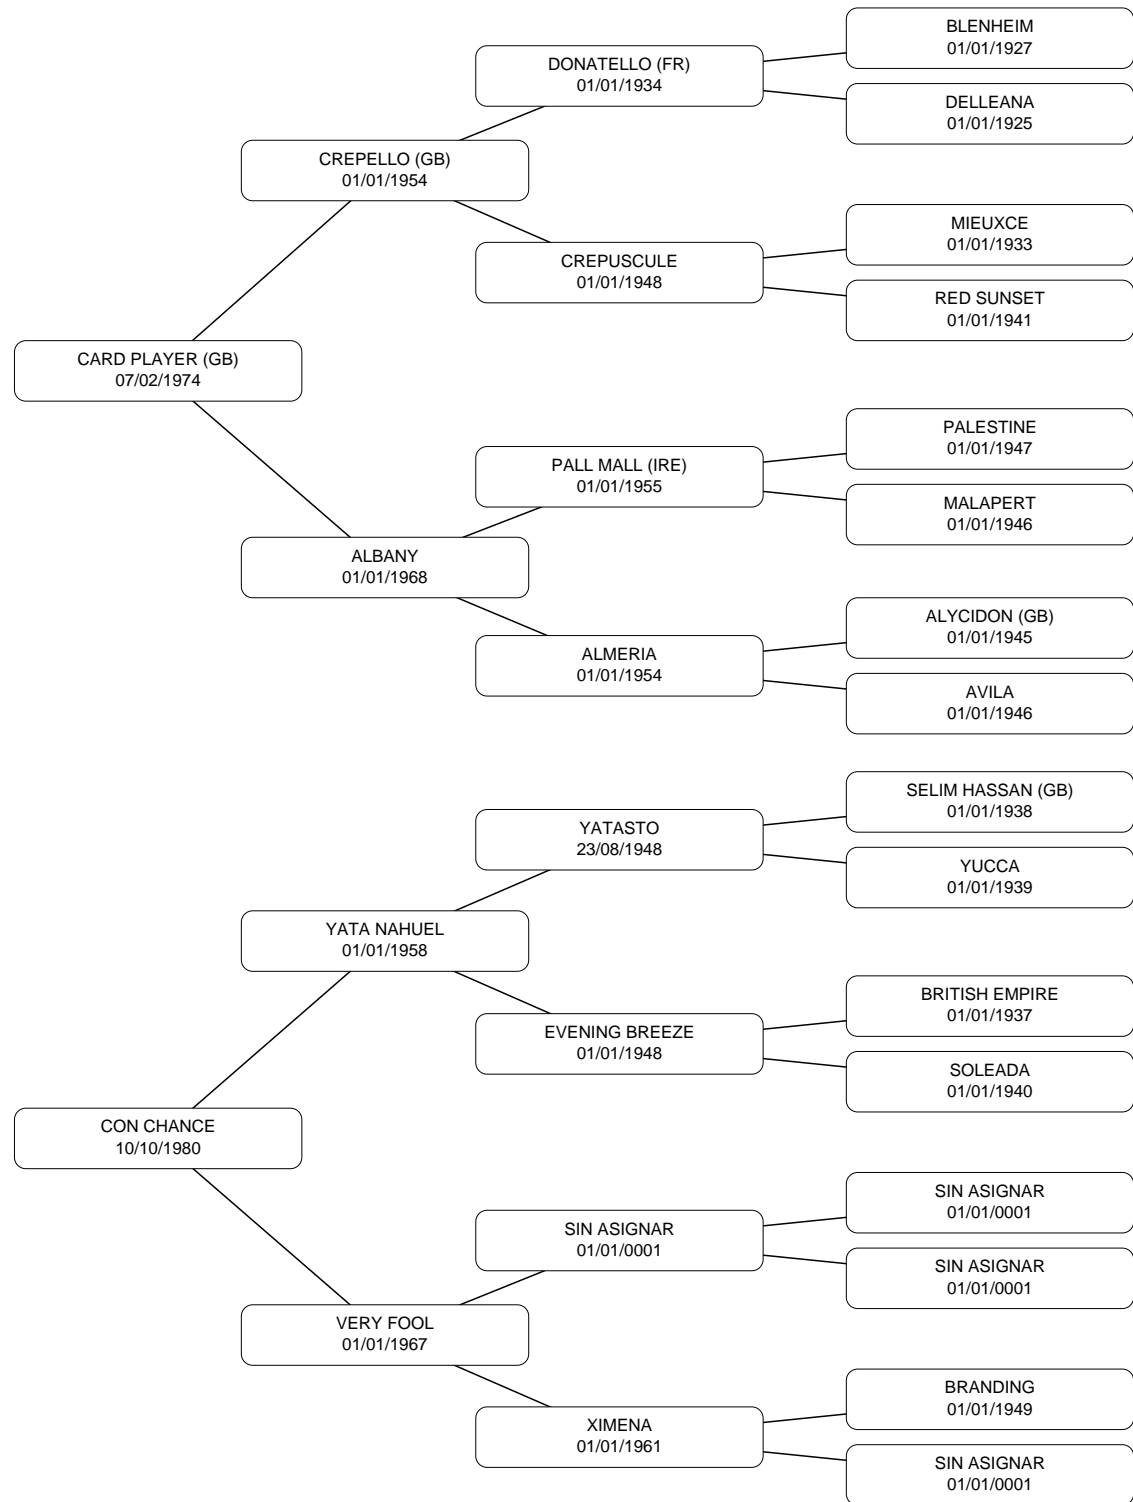 BLENHEIM
01/01/1927
DONATELLO (FR)
01/01/1934
DELLEANA
01/01/1925
CREPELLO (GB)
01/01/1954
MIEUXCE
01/01/1933
CREPUSCULE
01/01/1948
RED SUNSET
01/01/1941
CARD PLAYER (GB)
07/02/1974
PALESTINE
01/01/1947
PALL MALL (IRE)
01/01/1955
MALAPERT
01/01/1946
ALBANY
01/01/1968
ALYCIDON (GB)
01/01/1945
ALMERIA
01/01/1954
AVILA
01/01/1946
SELIM HASSAN (GB)
01/01/1938
YATASTO
23/08/1948
YUCCA
01/01/1939
YATA NAHUEL
01/01/1958
BRITISH EMPIRE
01/01/1937
EVENING BREEZE
01/01/1948
SOLEADA
01/01/1940
CON CHANCE
10/10/1980
SIN ASIGNAR
01/01/0001
SIN ASIGNAR
01/01/0001
SIN ASIGNAR
01/01/0001
VERY FOOL
01/01/1967
BRANDING
01/01/1949
XIMENA
01/01/1961
SIN ASIGNAR
01/01/0001